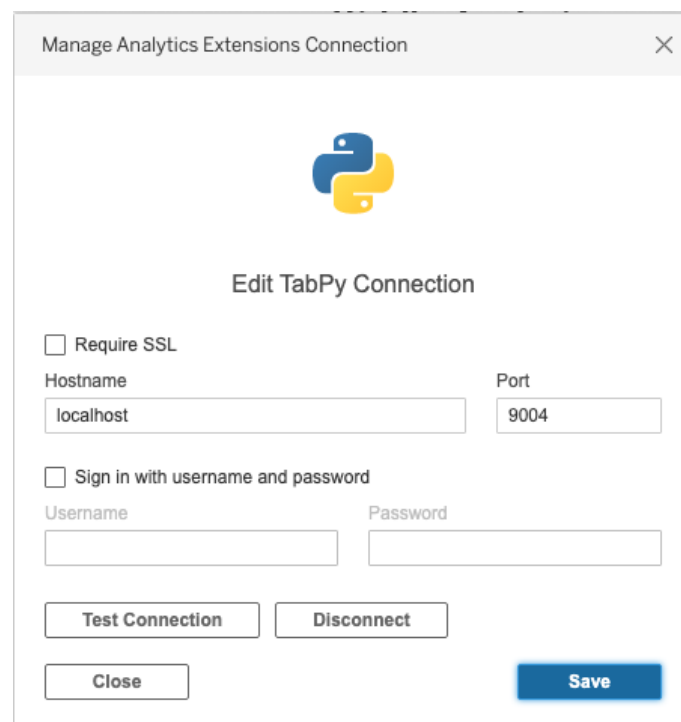 Manage Analytics Extensions Connection
Edit TabPy Connection
Require SSL
Hostname Port
localhost 9004
Sign in with username and password
Username Password
Test Connection Disconnect
Close Save